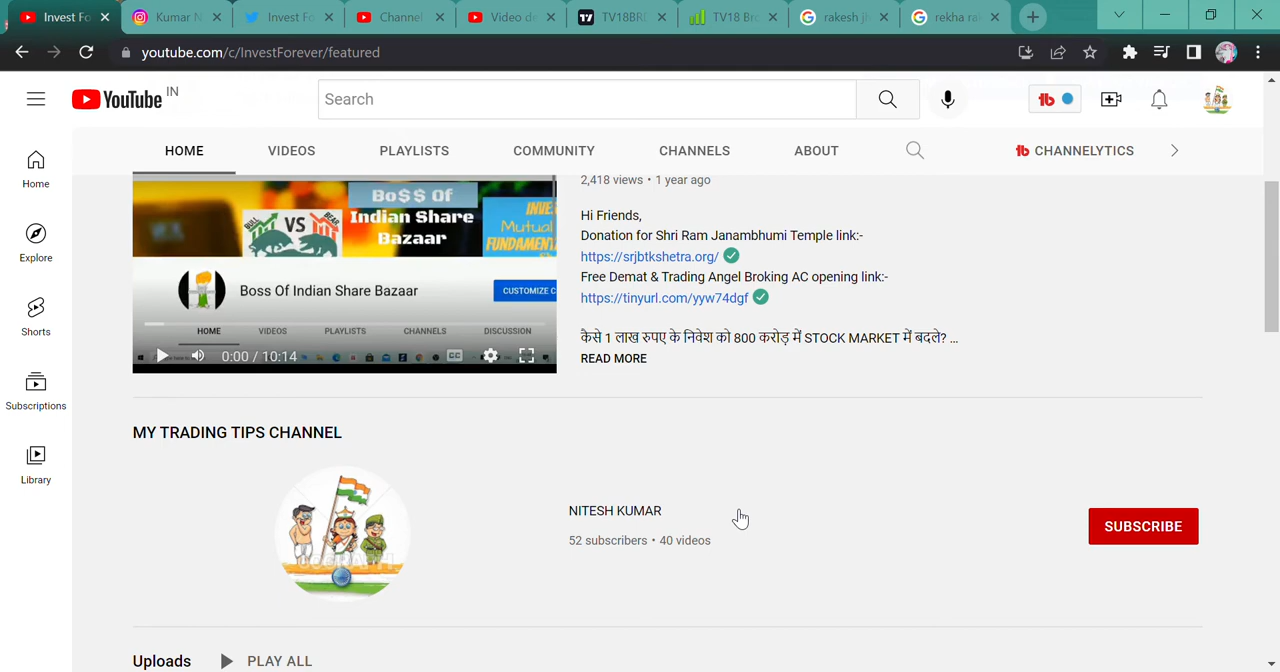 Invest Fo
Kumar N
Invest Fo
Channel
Video de
TV18BRI
TV18 Bro
rakesh jh
rekha ra
youtube.com/c/InvestForever/featured
YouTube IN
Search
HOME
VIDEOS
PLAYLISTS
COMMUNITY
CHANNELS
ABOUT
CHANNELYTICS
Home
Explore
Shorts
Subscriptions
Library
Bo$$ Of
Indian Share
Bazaar
BULL VS BEAR
INVE
Mutual
FUNDAMENT
Boss Of Indian Share Bazaar
CUSTOMIZE C
HOME
VIDEOS
PLAYLISTS
CHANNELS
DISCUSSION
0:00 / 10:14
2,418 views • 1 year ago
Hi Friends,
Donation for Shri Ram Janambhumi Temple link:-
https://srjbtkshetra.org/
Free Demat & Trading Angel Broking AC opening link:-
https://tinyurl.com/yyw74dgf
कैसे 1 लाख रुपए के निवेश को 800 करोड़ में STOCK MARKET में बदले? ...
READ MORE
MY TRADING TIPS CHANNEL
NITESH KUMAR
52 subscribers • 40 videos
SUBSCRIBE
Uploads
PLAY ALL